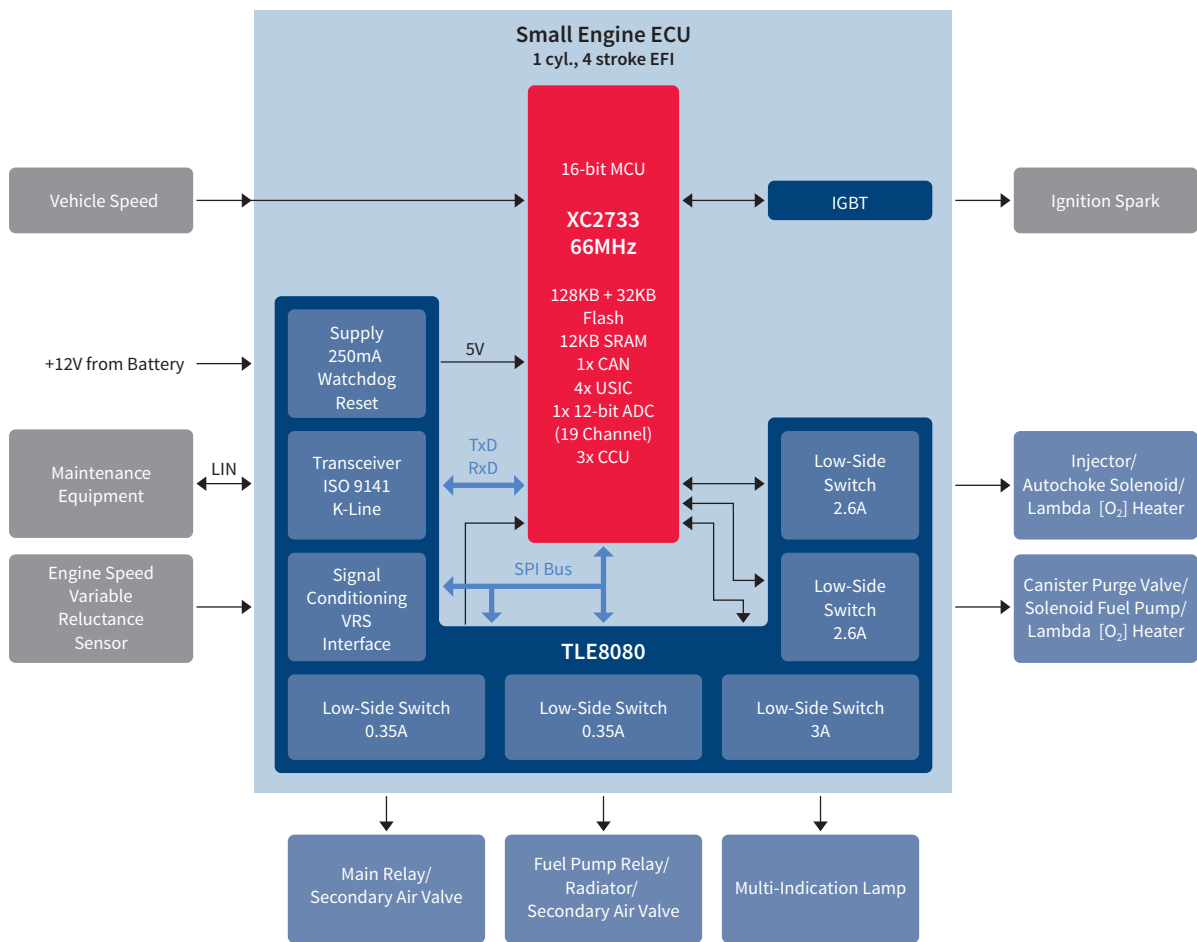 Small Engine ECU
1 cyl., 4 stroke EFI
Vehicle Speed
16-bit MCU
XC2733
66MHz
128KB + 32KB
Flash
12KB SRAM
1x CAN
4x USIC
1x 12-bit ADC
(19 Channel)
3x CCU
IGBT
Ignition Spark
+12V from Battery
Supply
250mA
Watchdog
Reset
5V
Maintenance
Equipment
LIN
Transceiver
ISO 9141
K-Line
TxD
RxD
Low-Side
Switch
2.6A
Injector/
Autochoke Solenoid/
Lambda [O₂] Heater
Engine Speed
Variable
Reluctance
Sensor
Signal
Conditioning
VRS
Interface
SPI Bus
Low-Side
Switch
2.6A
Canister Purge Valve/
Solenoid Fuel Pump/
Lambda [O₂] Heater
TLE8080
Low-Side Switch
0.35A
Low-Side Switch
0.35A
Low-Side Switch
3A
Main Relay/
Secondary Air Valve
Fuel Pump Relay/
Radiator/
Secondary Air Valve
Multi-Indication Lamp